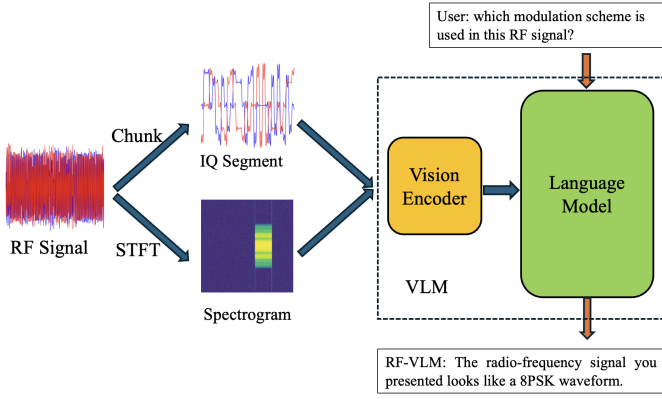 User: which modulation scheme is
used in this RF signal?
Chunk
IQ Segment
RF Signal
STFT
Spectrogram
Vision
Encoder
Language
Model
VLM
RF-VLM: The radio-frequency signal you
presented looks like a 8PSK waveform.